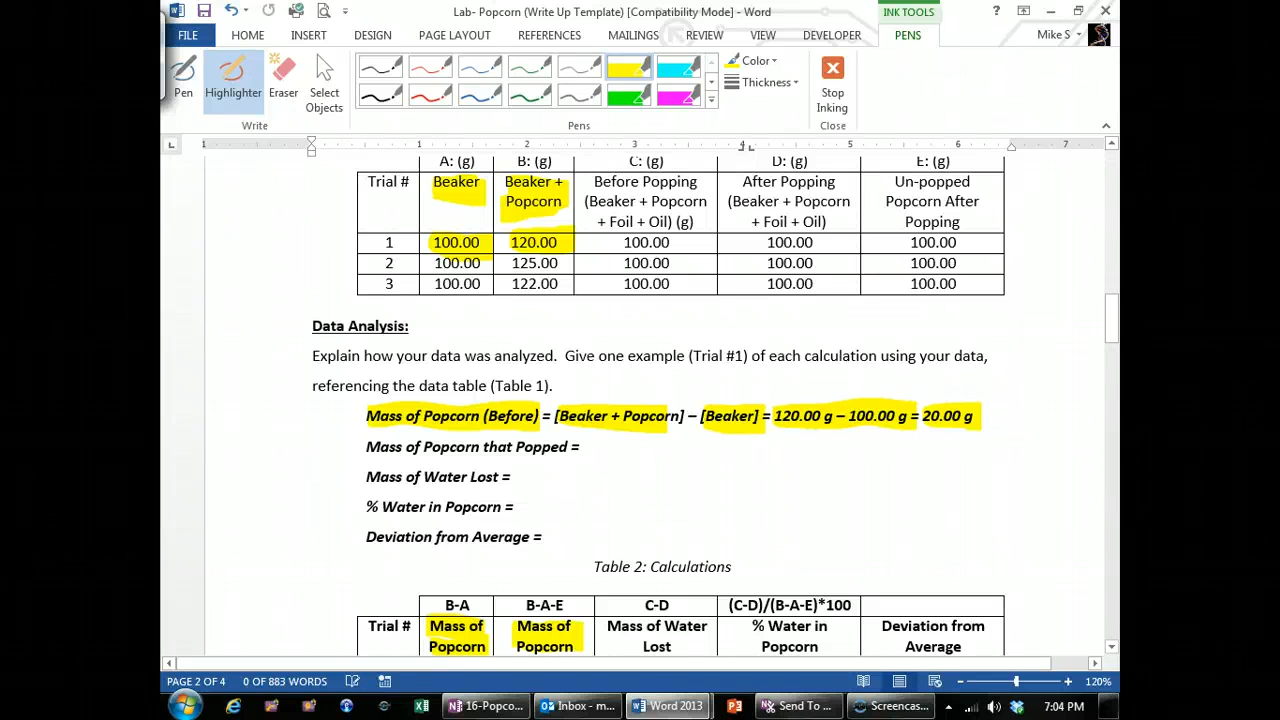 Lab- Popcorn (Write Up Template) [Compatibility Mode] - Word
INK TOOLS
FILE HOME INSERT DESIGN PAGE LAYOUT REFERENCES MAILINGS REVIEW VIEW DEVELOPER PENS Mike S
Pen Highlighter Eraser Select Objects
Color
Thickness
Stop Inking
Write Pens Close
1 1 2 3 4 5 6 7
A: (g) B: (g) C: (g) D: (g) E: (g)
Trial # Beaker Beaker + Before Popping After Popping Un-popped
Popcorn (Beaker + Popcorn (Beaker + Popcorn Popcorn After
+ Foil + Oil) (g) + Foil + Oil) Popping
1 100.00 120.00 100.00 100.00 100.00
2 100.00 125.00 100.00 100.00 100.00
3 100.00 122.00 100.00 100.00 100.00
Data Analysis:
Explain how your data was analyzed. Give one example (Trial #1) of each calculation using your data,
referencing the data table (Table 1).
Mass of Popcorn (Before) = [Beaker + Popcorn] – [Beaker] = 120.00 g – 100.00 g = 20.00 g
Mass of Popcorn that Popped =
Mass of Water Lost =
% Water in Popcorn =
Deviation from Average =
Table 2: Calculations
B-A B-A-E C-D (C-D)/(B-A-E)*100
Trial # Mass of Mass of Mass of Water % Water in Deviation from
Popcorn Popcorn Lost Popcorn Average
PAGE 2 OF 4 0 OF 883 WORDS 120%
16-Popco... Inbox - m... Word 2013 Send To ... Screencas... 7:04 PM